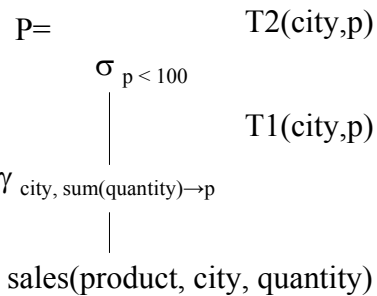 P= T2(city,p)
σ p < 100
T1(city,p)
γ city, sum(quantity)→p
sales(product, city, quantity)